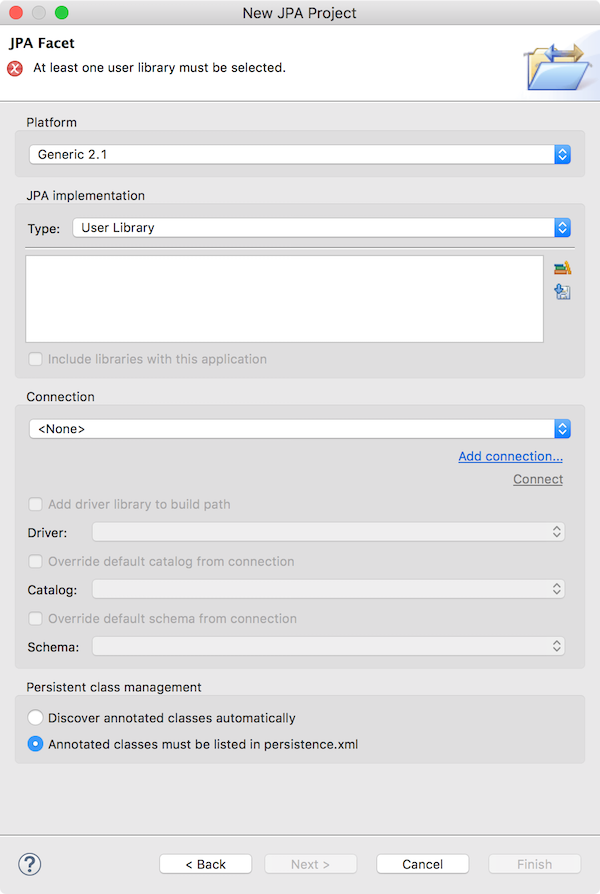 New JPA Project
JPA Facet
At least one user library must be selected.
Platform
Generic 2.1
JPA implementation
Type: User Library
Include libraries with this application
Connection
<None>
Add connection...
Connect
Add driver library to build path
Driver:
Override default catalog from connection
Catalog:
Override default schema from connection
Schema:
Persistent class management
Discover annotated classes automatically
Annotated classes must be listed in persistence.xml
? < Back Next > Cancel Finish